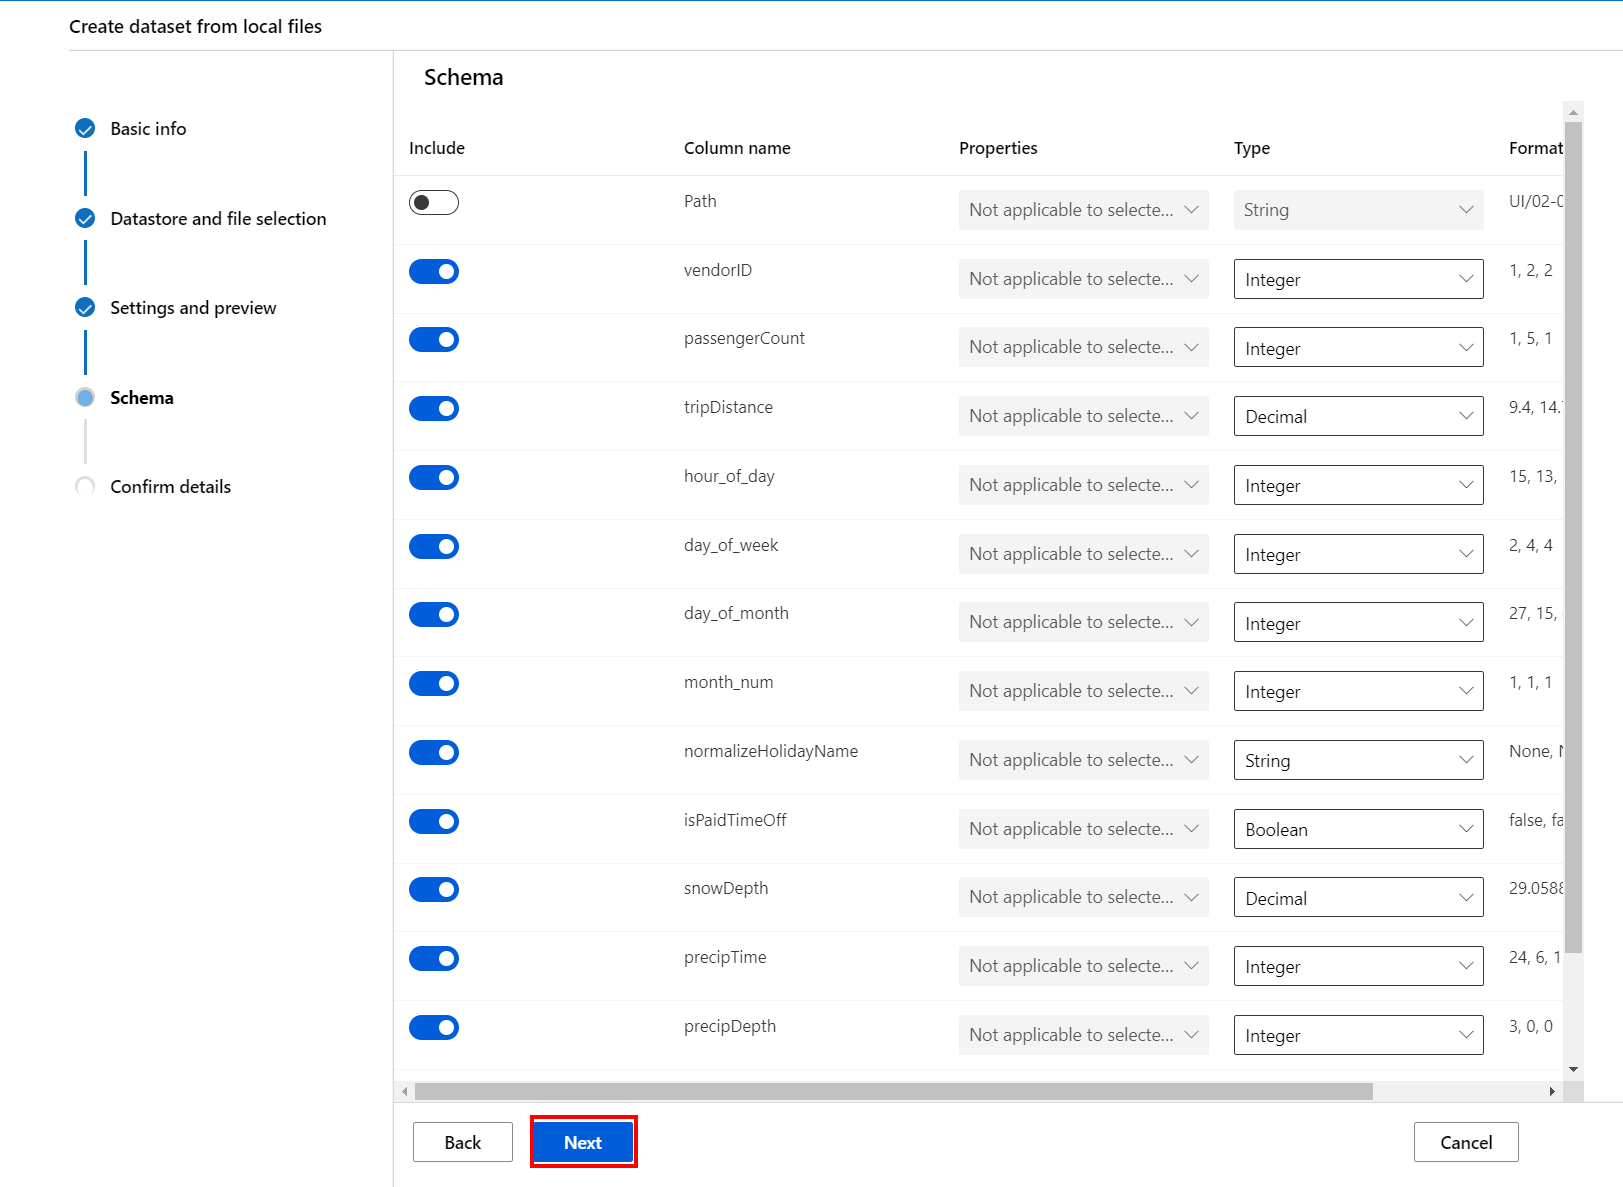 Create dataset from local files
Basic info
Datastore and file selection
Settings and preview
Schema
Confirm details
Schema
Include Column name Properties Type Format
Path Not applicable to selecte... String UI/02-0
vendorID Not applicable to selecte... Integer 1, 2, 2
passengerCount Not applicable to selecte... Integer 1, 5, 1
tripDistance Not applicable to selecte... Decimal 9.4, 14.
hour_of_day Not applicable to selecte... Integer 15, 13,
day_of_week Not applicable to selecte... Integer 2, 4, 4
day_of_month Not applicable to selecte... Integer 27, 15,
month_num Not applicable to selecte... Integer 1, 1, 1
normalizeHolidayName Not applicable to selecte... String None,
isPaidTimeOff Not applicable to selecte... Boolean false, fa
snowDepth Not applicable to selecte... Decimal 29.058
precipTime Not applicable to selecte... Integer 24, 6, 1
precipDepth Not applicable to selecte... Integer 3, 0, 0
Back Next Cancel